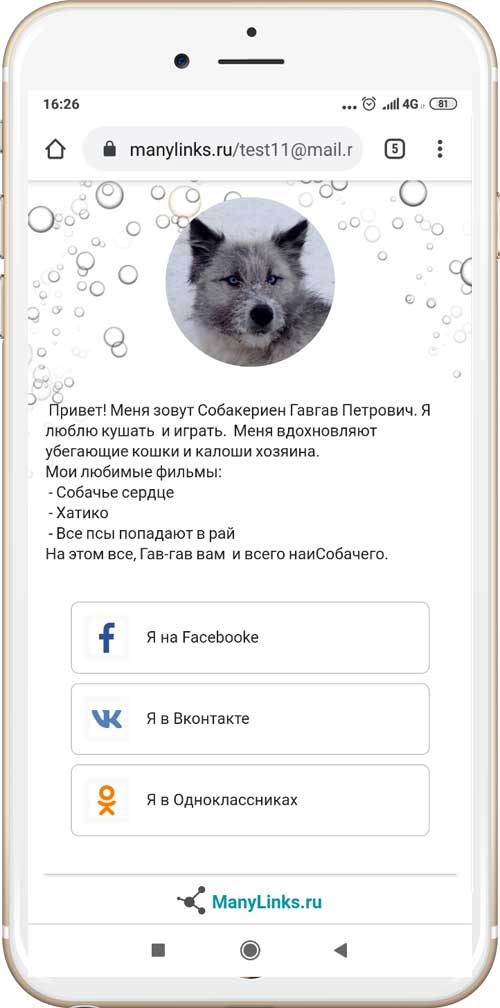 16:26
4G
81
manylinks.ru/test11@mail.r
5
Привет! Меня зовут Собакериен Гавгав Петрович. Я
люблю кушать и играть. Меня вдохновляют
убегающие кошки и калоши хозяина.
Мои любимые фильмы:
- Собачье сердце
- Хатико
- Все псы попадают в рай
На этом все, Гав-гав вам и всего наиСобачего.
Я на Facebooke
Я в Вконтакте
Я в Одноклассниках
ManyLinks.ru